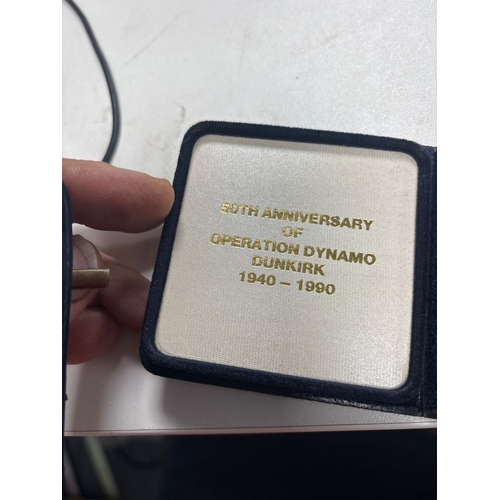 50TH ANNIVERSARY
OF
OPERATION DYNAMO
DUNKIRK
1940 – 1990